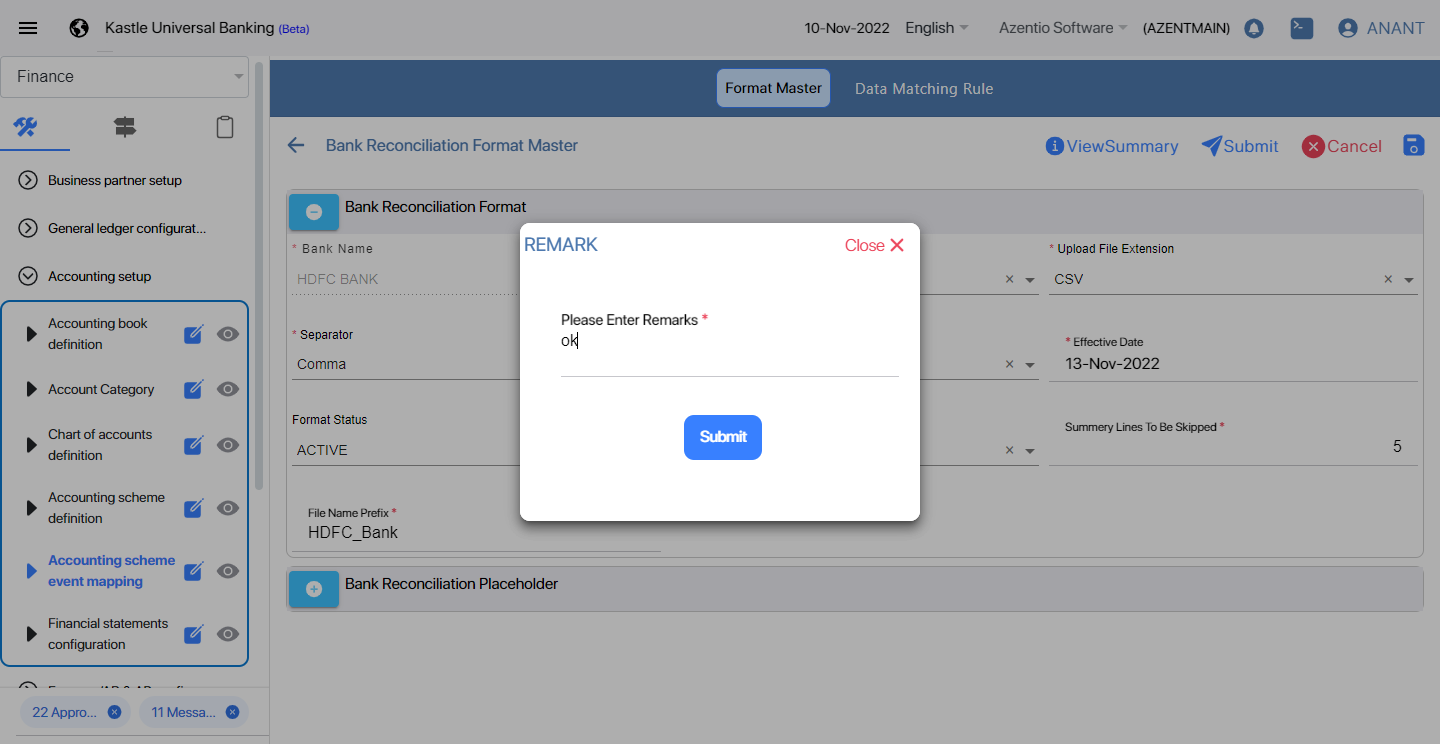 Kastle Universal Banking (Beta)
10-Nov-2022
English
Azentio Software
(AZENTMAIN)
ANANT
Finance
Format Master
Data Matching Rule
Bank Reconciliation Format Master
ViewSummary
Submit
Cancel
Business partner setup
General ledger configurat...
Accounting setup
Accounting book
definition
Account Category
Chart of accounts
definition
Accounting scheme
definition
Accounting scheme
event mapping
Financial statements
configuration
22 Appro...
11 Messa...
Bank Reconciliation Format
* Bank Name
HDFC BANK
* Upload File Extension
CSV
* Separator
Comma
* Effective Date
13-Nov-2022
Format Status
ACTIVE
Summery Lines To Be Skipped *
5
File Name Prefix *
HDFC_Bank
Bank Reconciliation Placeholder
REMARK
Close
Please Enter Remarks *
ok
Submit